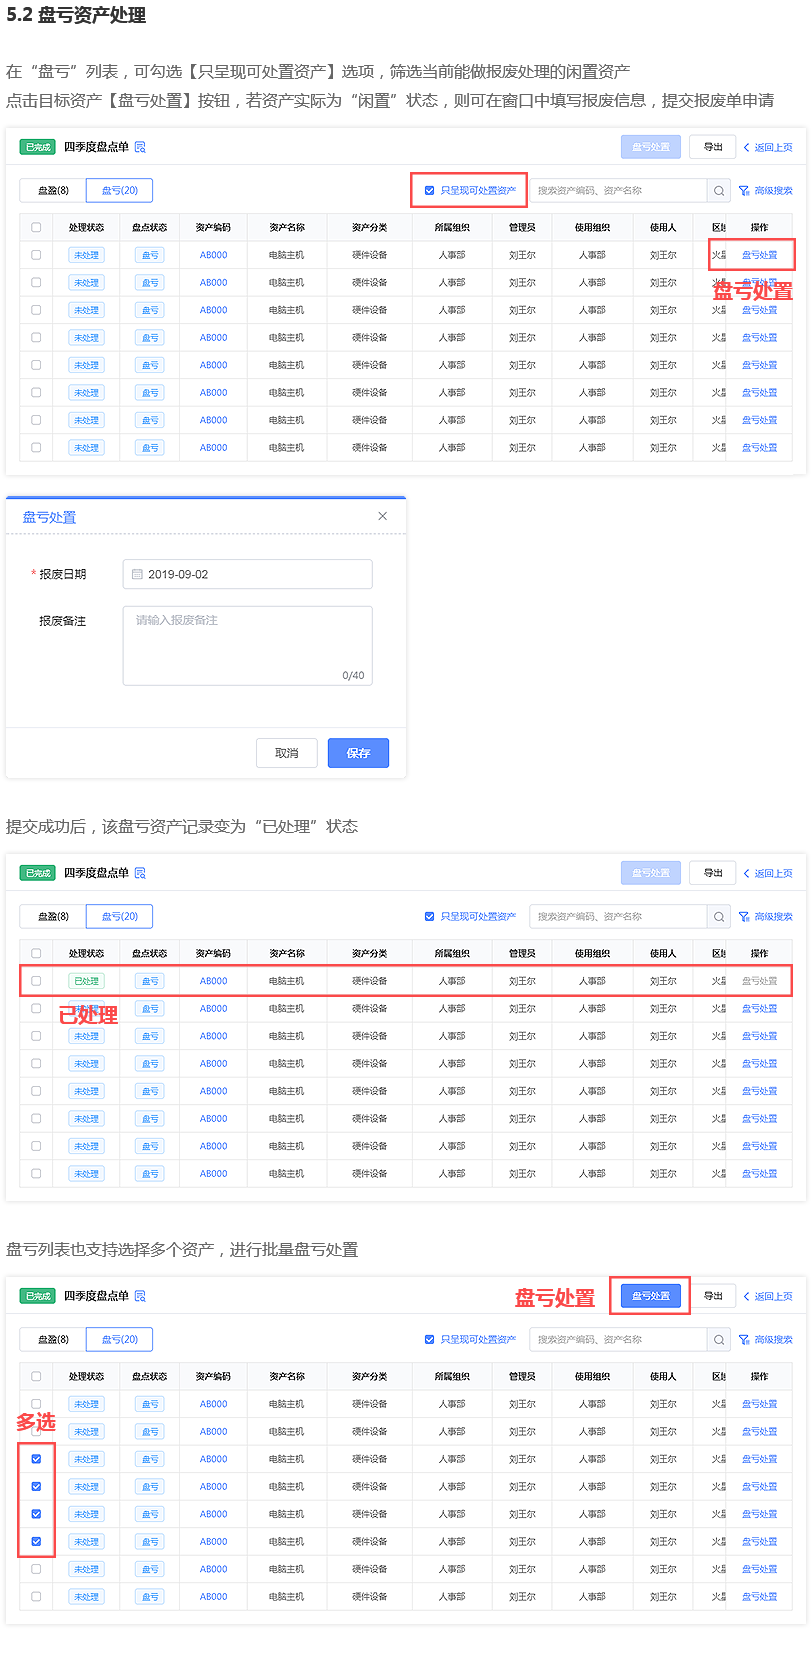 5.2 盘亏资产处理
在“盘亏”列表，可勾选【只呈现可处置资产】选项，筛选当前能做报废处理的闲置资产
点击目标资产【盘亏处置】按钮，若资产实际为“闲置”状态，则可在窗口中填写报废信息，提交报废单申请
已完成 四季度盘点单 盘亏处置 导出 返回上页
盘盈(8) 盘亏(20) 只呈现可处置资产 搜索资产编码、资产名称 高级搜索
处理状态 盘点状态 资产编码 资产名称 资产分类 所属组织 管理员 使用组织 使用人 区域 操作
未处理 盘亏 AB000 电脑主机 硬件设备 人事部 刘王尔 人事部 刘王尔 火星 盘亏处置
未处理 盘亏 AB000 电脑主机 硬件设备 人事部 刘王尔 人事部 刘王尔 火星 盘亏处置
盘亏处置
未处理 盘亏 AB000 电脑主机 硬件设备 人事部 刘王尔 人事部 刘王尔 火星 盘亏处置
未处理 盘亏 AB000 电脑主机 硬件设备 人事部 刘王尔 人事部 刘王尔 火星 盘亏处置
未处理 盘亏 AB000 电脑主机 硬件设备 人事部 刘王尔 人事部 刘王尔 火星 盘亏处置
未处理 盘亏 AB000 电脑主机 硬件设备 人事部 刘王尔 人事部 刘王尔 火星 盘亏处置
未处理 盘亏 AB000 电脑主机 硬件设备 人事部 刘王尔 人事部 刘王尔 火星 盘亏处置
未处理 盘亏 AB000 电脑主机 硬件设备 人事部 刘王尔 人事部 刘王尔 火星 盘亏处置
盘亏处置
* 报废日期 2019-09-02
报废备注 请输入报废备注
0/40
取消 保存
提交成功后，该盘亏资产记录变为“已处理”状态
已完成 四季度盘点单 盘亏处置 导出 返回上页
盘盈(8) 盘亏(20) 只呈现可处置资产 搜索资产编码、资产名称 高级搜索
处理状态 盘点状态 资产编码 资产名称 资产分类 所属组织 管理员 使用组织 使用人 区域 操作
已处理 盘亏 AB000 电脑主机 硬件设备 人事部 刘王尔 人事部 刘王尔 火星 盘亏处置
未处理 盘亏 AB000 电脑主机 硬件设备 人事部 刘王尔 人事部 刘王尔 火星 盘亏处置
已处理
未处理 盘亏 AB000 电脑主机 硬件设备 人事部 刘王尔 人事部 刘王尔 火星 盘亏处置
未处理 盘亏 AB000 电脑主机 硬件设备 人事部 刘王尔 人事部 刘王尔 火星 盘亏处置
未处理 盘亏 AB000 电脑主机 硬件设备 人事部 刘王尔 人事部 刘王尔 火星 盘亏处置
未处理 盘亏 AB000 电脑主机 硬件设备 人事部 刘王尔 人事部 刘王尔 火星 盘亏处置
未处理 盘亏 AB000 电脑主机 硬件设备 人事部 刘王尔 人事部 刘王尔 火星 盘亏处置
未处理 盘亏 AB000 电脑主机 硬件设备 人事部 刘王尔 人事部 刘王尔 火星 盘亏处置
盘亏列表也支持选择多个资产，进行批量盘亏处置
已完成 四季度盘点单 盘亏处置 盘亏处置 导出 返回上页
盘盈(8) 盘亏(20) 只呈现可处置资产 搜索资产编码、资产名称 高级搜索
处理状态 盘点状态 资产编码 资产名称 资产分类 所属组织 管理员 使用组织 使用人 区域 操作
未处理 盘亏 AB000 电脑主机 硬件设备 人事部 刘王尔 人事部 刘王尔 火星 盘亏处置
多选
未处理 盘亏 AB000 电脑主机 硬件设备 人事部 刘王尔 人事部 刘王尔 火星 盘亏处置
未处理 盘亏 AB000 电脑主机 硬件设备 人事部 刘王尔 人事部 刘王尔 火星 盘亏处置
未处理 盘亏 AB000 电脑主机 硬件设备 人事部 刘王尔 人事部 刘王尔 火星 盘亏处置
未处理 盘亏 AB000 电脑主机 硬件设备 人事部 刘王尔 人事部 刘王尔 火星 盘亏处置
未处理 盘亏 AB000 电脑主机 硬件设备 人事部 刘王尔 人事部 刘王尔 火星 盘亏处置
未处理 盘亏 AB000 电脑主机 硬件设备 人事部 刘王尔 人事部 刘王尔 火星 盘亏处置
未处理 盘亏 AB000 电脑主机 硬件设备 人事部 刘王尔 人事部 刘王尔 火星 盘亏处置